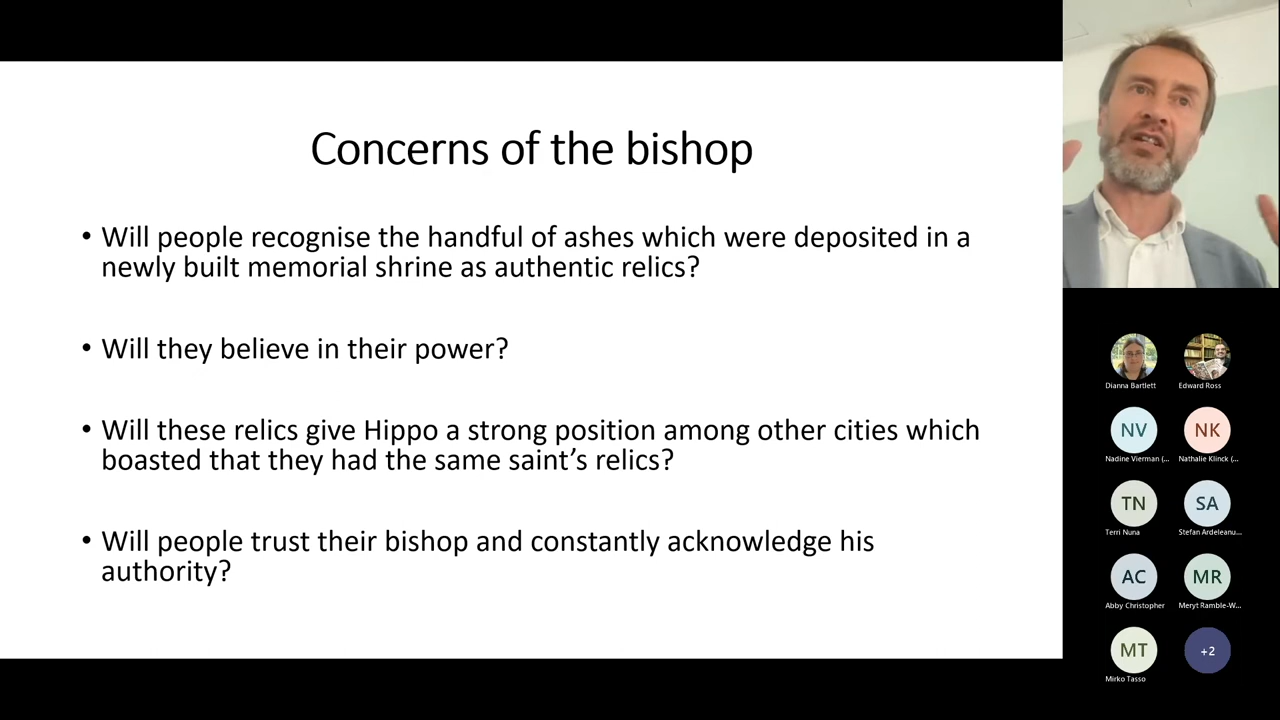 Concerns of the bishop
• Will people recognise the handful of ashes which were deposited in a
newly built memorial shrine as authentic relics?
• Will they believe in their power?
• Will these relics give Hippo a strong position among other cities which
boasted that they had the same saint’s relics?
• Will people trust their bishop and constantly acknowledge his
authority?
Dianna Bartlett
Edward Ross
NV
NK
Nadine Vierman (...
Nathalie Klinck (...
TN
SA
Terri Nuna
Stefan Ardeleanu...
AC
MR
Abby Christopher
Meryt Ramble-W...
MT
+2
Mirko Tasso